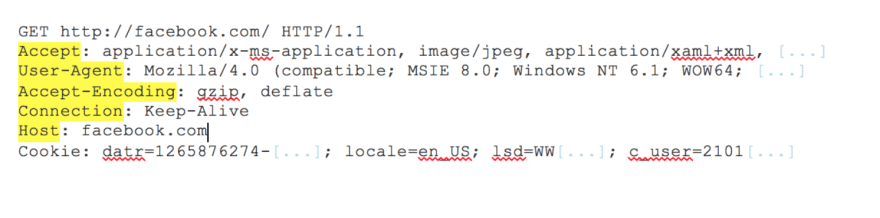 GET http://facebook.com/ HTTP/1.1
Accept: application/x-ms-application, image/jpeg, application/xaml+xml, [...]
User-Agent: Mozilla/4.0 (compatible; MSIE 8.0; Windows NT 6.1; WOW64; [...]
Accept-Encoding: gzip, deflate
Connection: Keep-Alive
Host: facebook.com
Cookie: datr=1265876274-[...]; locale=en_US; lsd=WW[...]; c_user=2101[...]